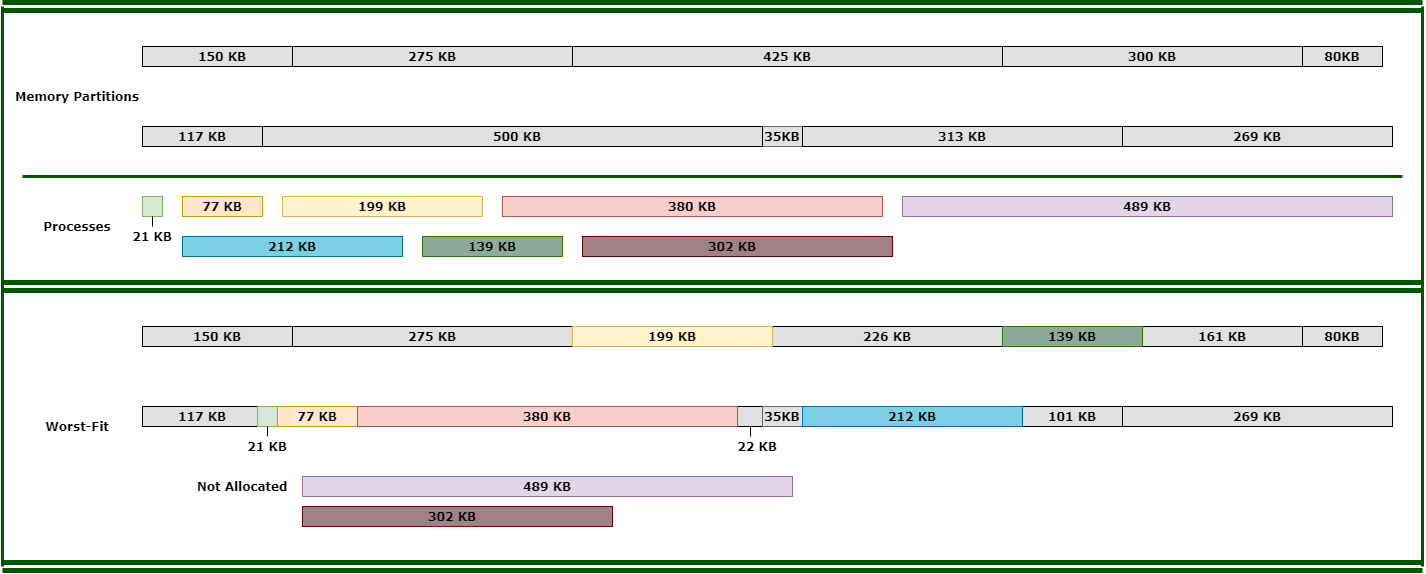 150 KB 275 KB 425 KB 300 KB 80KB
Memory Partitions
117 KB 500 KB 35KB 313 KB 269 KB
77 KB 199 KB 380 KB 489 KB
Processes
21 KB
212 KB 139 KB 302 KB
150 KB 275 KB 199 KB 226 KB 139 KB 161 KB 80KB
117 KB 77 KB 380 KB 35KB 212 KB 101 KB 269 KB
Worst-Fit
21 KB 22 KB
Not Allocated 489 KB
302 KB